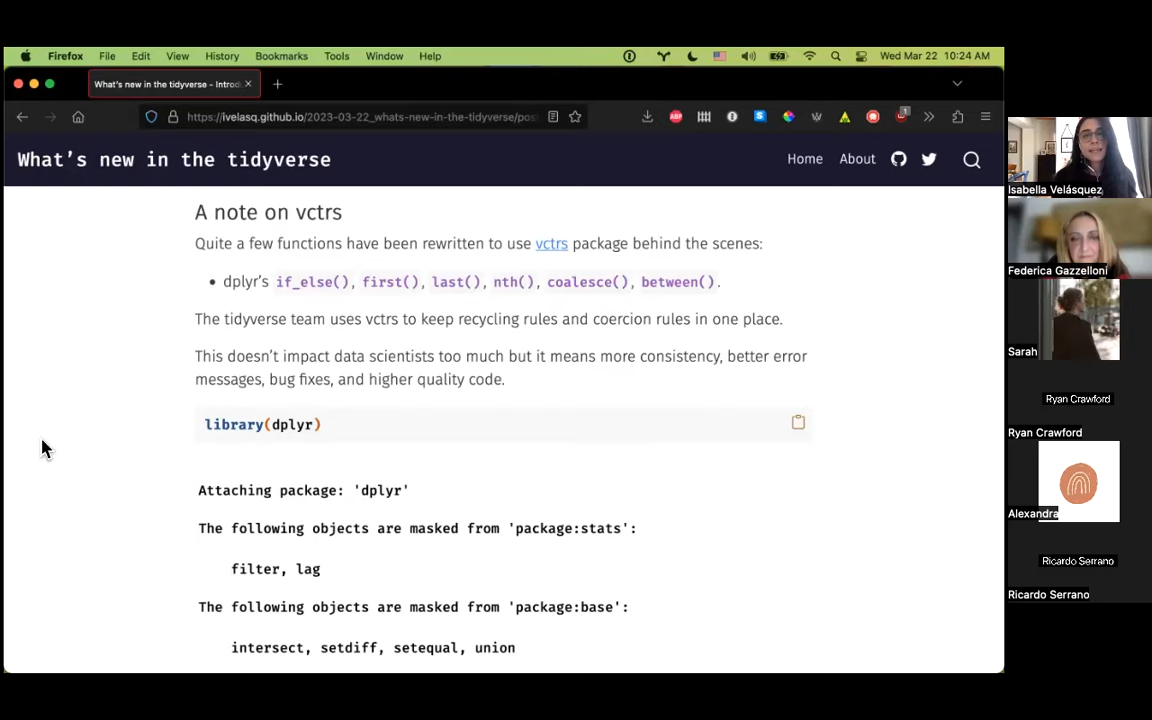 Firefox File Edit View History Bookmarks Tools Window Help Wed Mar 22 10:24 AM
What's new in the tidyverse - Introd
https://ivelasq.github.io/2023-03-22_whats-new-in-the-tidyverse/pos
What's new in the tidyverse Home About
A note on vctrs
Quite a few functions have been rewritten to use vctrs package behind the scenes:
• dplyr's if_else(), first(), last(), nth(), coalesce(), between().
The tidyverse team uses vctrs to keep recycling rules and coercion rules in one place.
This doesn't impact data scientists too much but it means more consistency, better error
messages, bug fixes, and higher quality code.
library(dplyr)
Attaching package: 'dplyr'
The following objects are masked from 'package:stats':
filter, lag
The following objects are masked from 'package:base':
intersect, setdiff, setequal, union
Isabella Velásquez
Federica Gazzelloni
Sarah
Ryan Crawford
Ryan Crawford
Alexandra
Ricardo Serrano
Ricardo Serrano